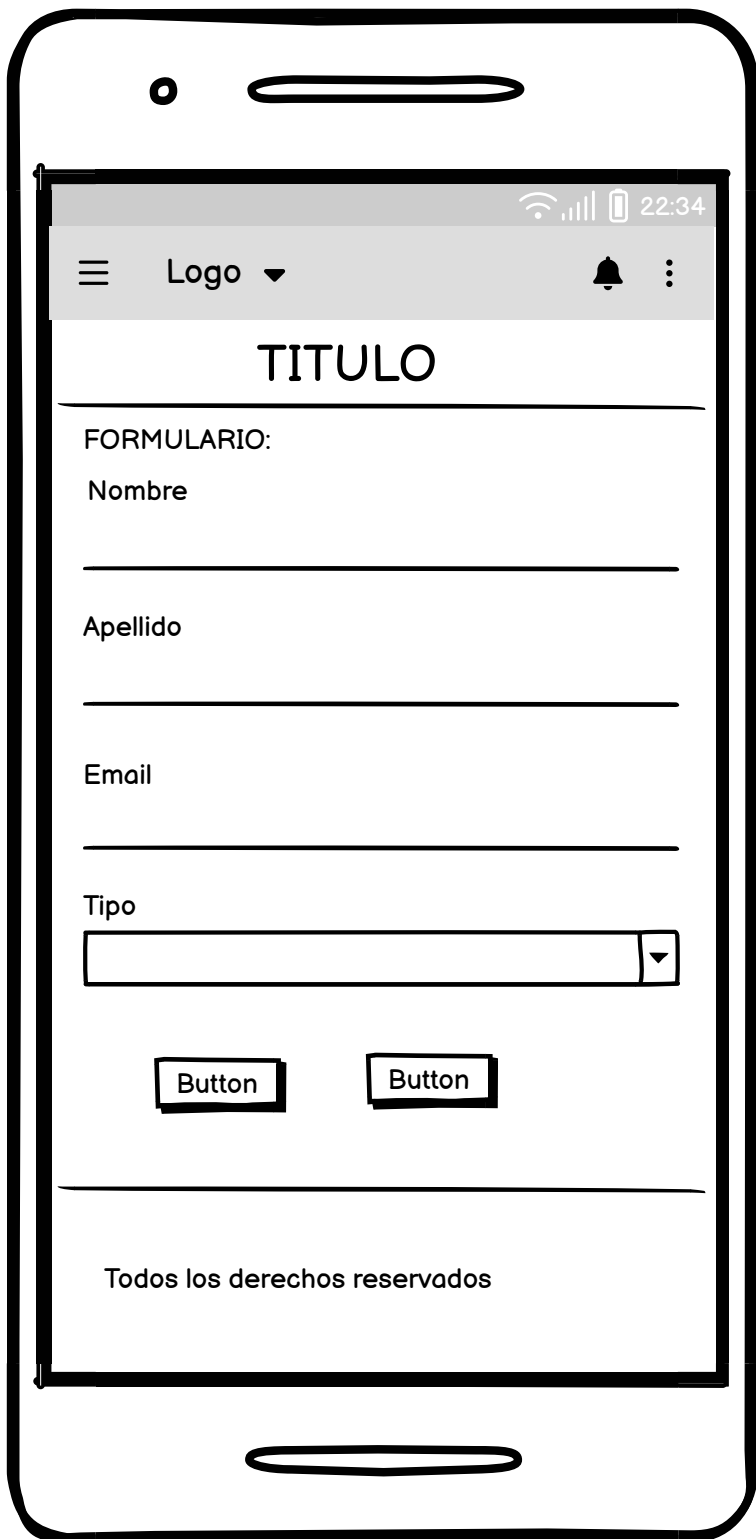 22:34
Logo
TITULO
FORMULARIO:
Nombre
Apellido
Email
Tipo
Button Button
Todos los derechos reservados